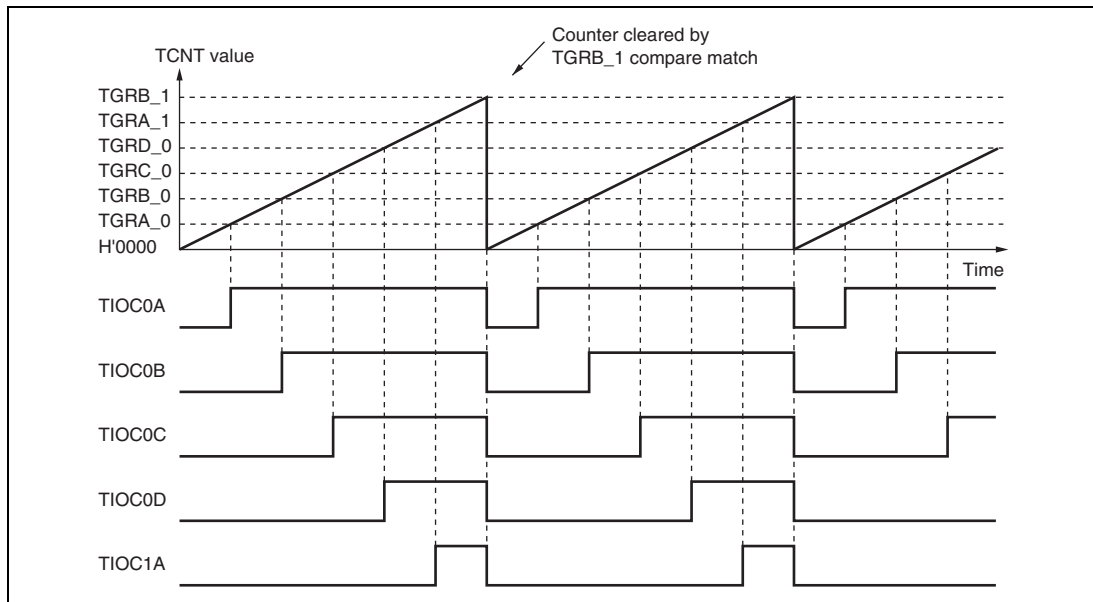 Counter cleared by
TGRB_1 compare match
TCNT value
TGRB_1
TGRA_1
TGRD_0
TGRC_0
TGRB_0
TGRA_0
H'0000
Time
TIOC0A
TIOC0B
TIOC0C
TIOC0D
TIOC1A